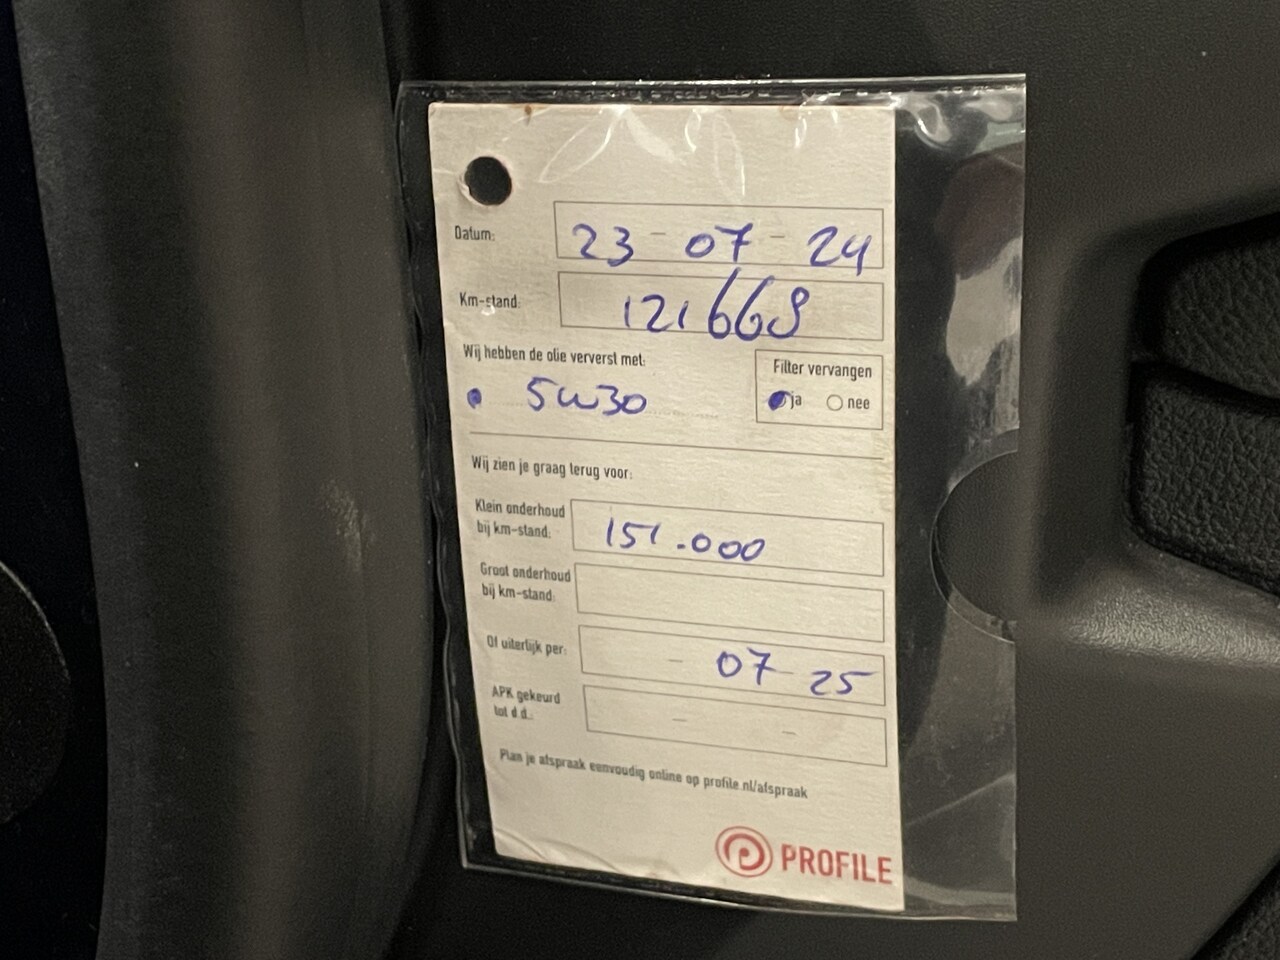 Datum: 23 - 07 - 24
Km-stand: 121668
Wij hebben de olie ververst met:
5W30
Filter vervangen
ja nee
Wij zien je graag terug voor:
Klein onderhoud
bij km-stand: 151.000
Groot onderhoud
bij km-stand:
Of uiterlijk per: - 07 25
APK gekeurd
tot d.d.: - -
Plan je afspraak eenvoudig online op profile.nl/afspraak
PROFILE